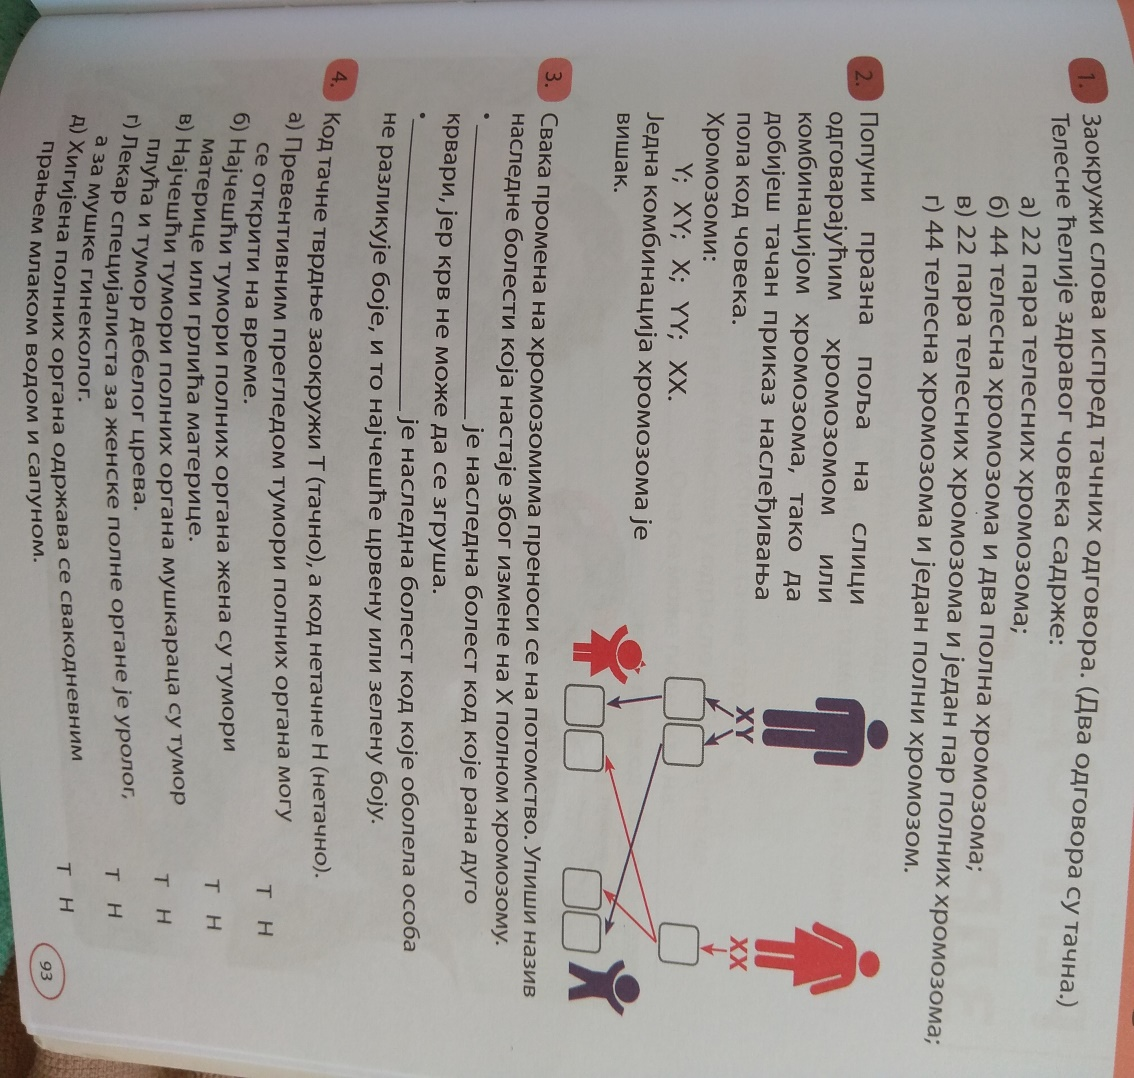 1. Заокружи слова испред тачних одговора. (Два одговора су тачна.)
Телесне ћелије здравог човека садрже:
а) 22 пара телесних хромозома;
б) 44 телесна хромозома и два полна хромозома;
в) 22 пара телесних хромозома и један пар полних хромозома;
г) 44 телесна хромозома и један полни хромозом.
2. Попуни празна поља на слици
одговарајућим хромозомом или
комбинацијом хромозома, тако да
добијеш тачан приказ наслеђивања
пола код човека.
Хромозоми:
Y; XY; X; YY; XX.
Једна комбинација хромозома је
вишак.
XY
XX
3. Свака промена на хромозомима преноси се на потомство. Упиши назив
наследне болести која настаје због измене на X полном хромозому.
• ____________ је наследна болест код које рана дуго
крвари, јер крв не може да се згруша.
• ____________ је наследна болест код које оболела особа
не разликује боје, и то најчешће црвену или зелену боју.
4. Код тачне тврдње заокружи Т (тачно), а код нетачне Н (нетачно).
а) Превентивним прегледом тумори полних органа могу
се открити на време. Т Н
б) Најчешћи тумори полних органа жена су тумори
материце или грлића материце. Т Н
в) Најчешћи тумори полних органа мушкараца су тумор
плућа и тумор дебелог црева. Т Н
г) Лекар специјалиста за женске полне органе је уролог,
а за мушке гинеколог. Т Н
д) Хигијена полних органа одржава се свакодневним
прањем млаком водом и сапуном. Т Н
93